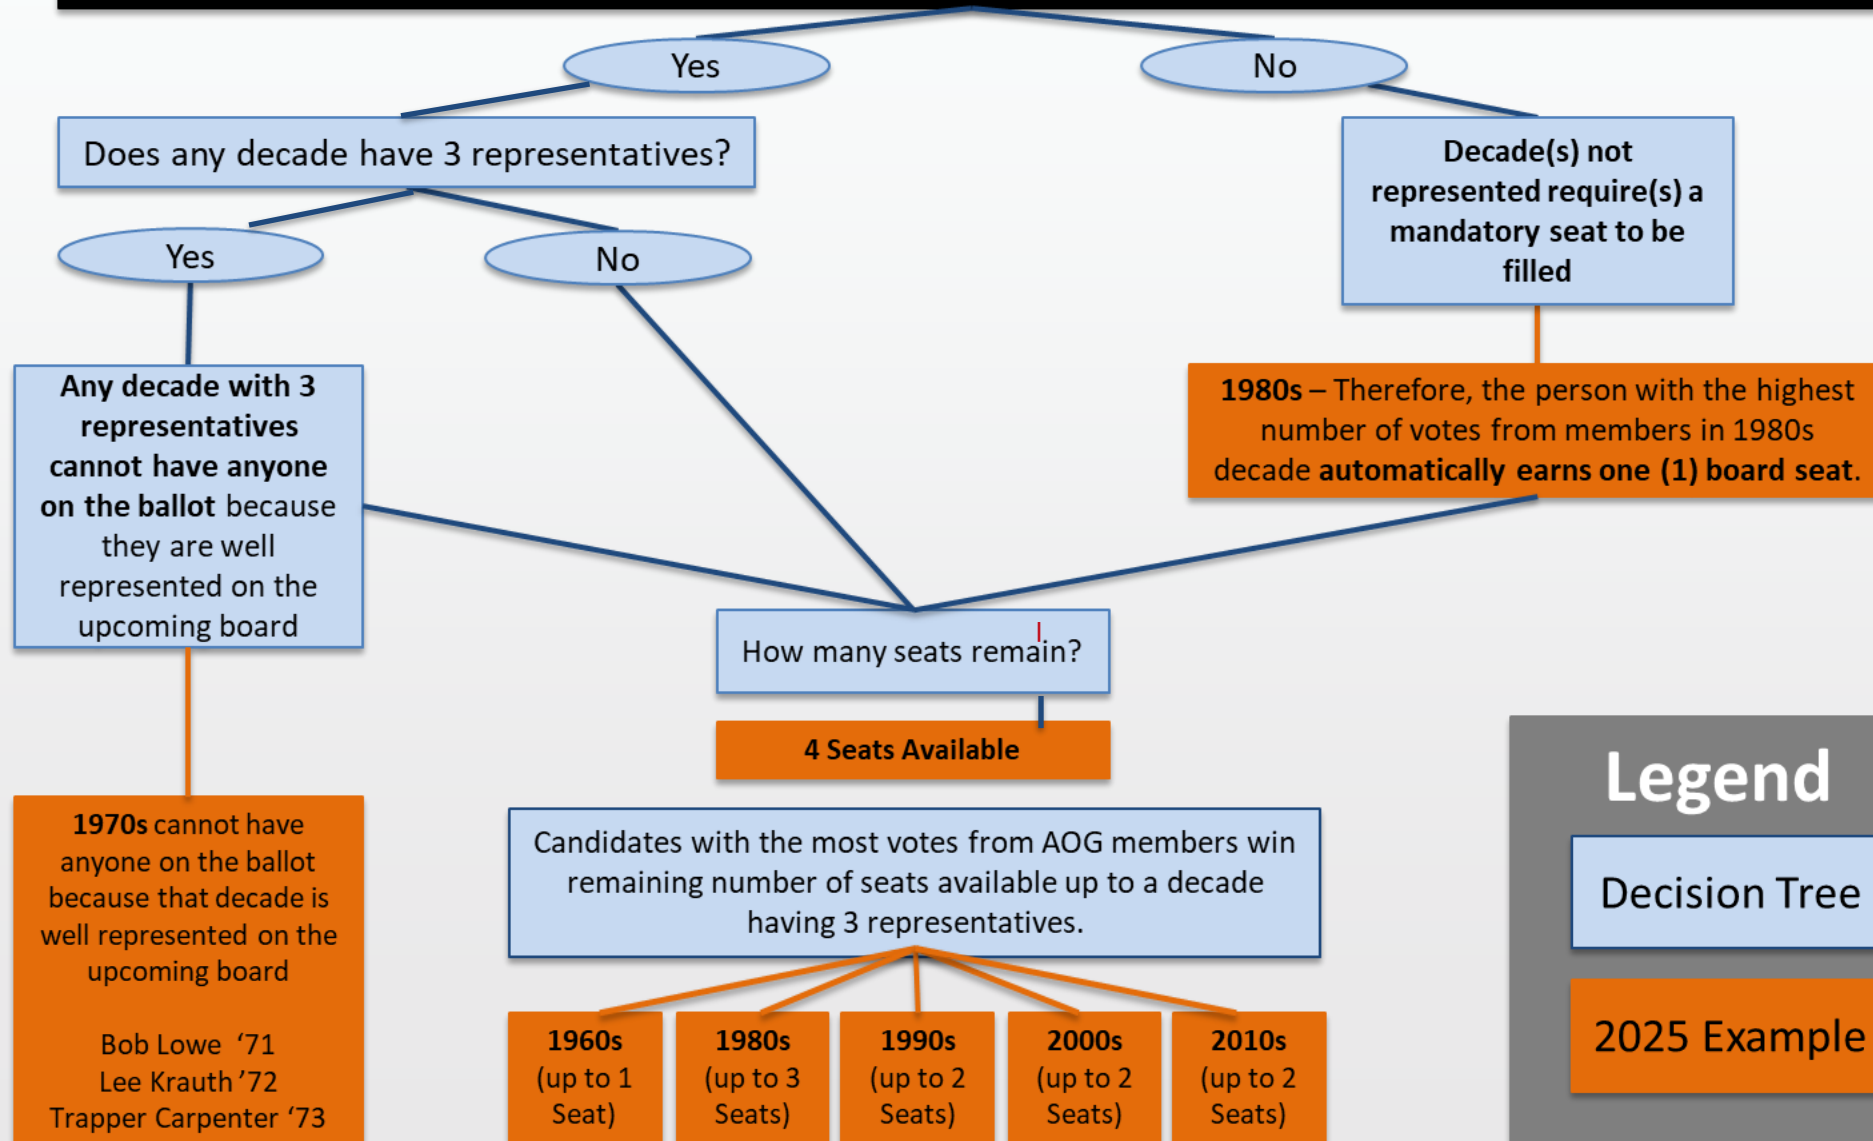 Yes
No
Does any decade have 3 representatives?
Decade(s) not
represented require(s) a
mandatory seat to be
filled
Yes
No
Any decade with 3
representatives
cannot have anyone
on the ballot because
they are well
represented on the
upcoming board
1980s – Therefore, the person with the highest
number of votes from members in 1980s
decade automatically earns one (1) board seat.
How many seats remain?
4 Seats Available
1970s cannot have
anyone on the ballot
because that decade is
well represented on the
upcoming board
Bob Lowe ‘71
Lee Krauth ’72
Trapper Carpenter ‘73
Candidates with the most votes from AOG members win
remaining number of seats available up to a decade
having 3 representatives.
1960s
(up to 1
Seat)
1980s
(up to 3
Seats)
1990s
(up to 2
Seats)
2000s
(up to 2
Seats)
2010s
(up to 2
Seats)
Legend
Decision Tree
2025 Example